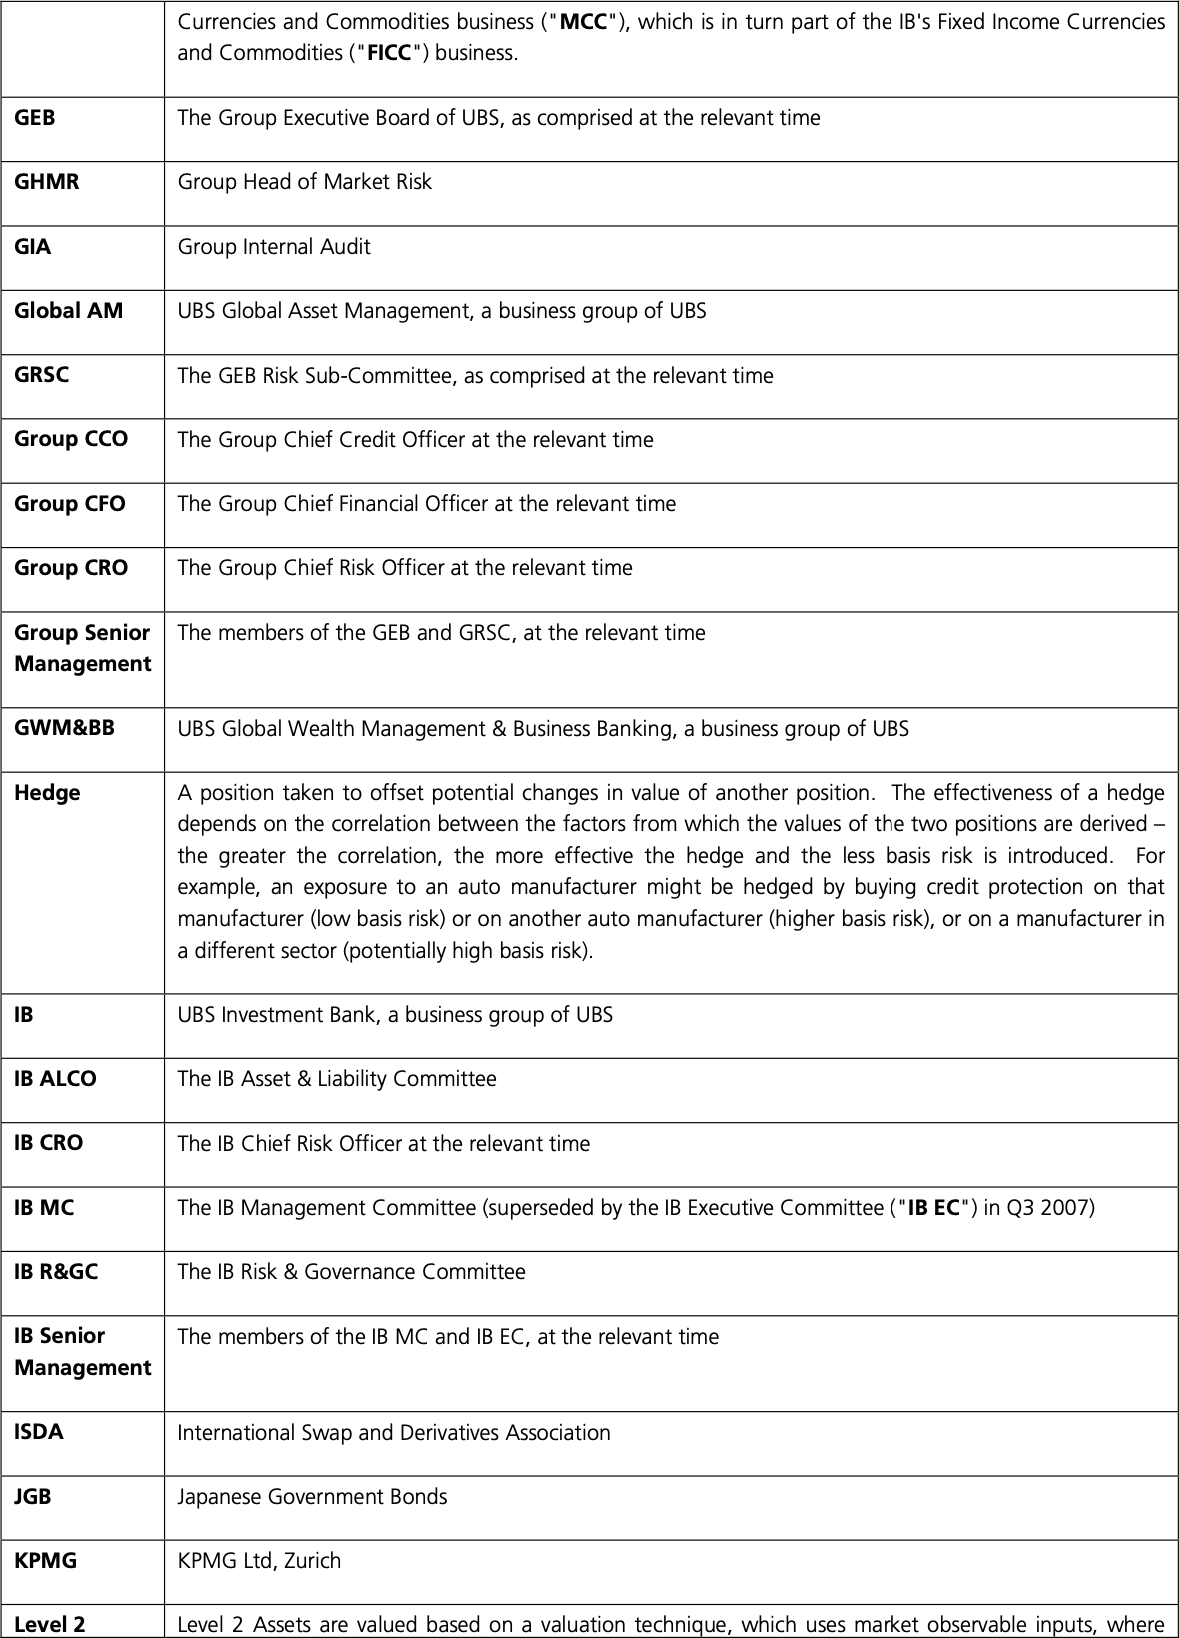 Currencies and Commodities business ("MCC"), which is in turn part of the IB's Fixed Income Currencies
and Commodities ("FICC") business.
GEB The Group Executive Board of UBS, as comprised at the relevant time
GHMR Group Head of Market Risk
GIA Group Internal Audit
Global AM UBS Global Asset Management, a business group of UBS
GRSC The GEB Risk Sub-Committee, as comprised at the relevant time
Group CCO The Group Chief Credit Officer at the relevant time
Group CFO The Group Chief Financial Officer at the relevant time
Group CRO The Group Chief Risk Officer at the relevant time
Group Senior The members of the GEB and GRSC, at the relevant time
Management
GWM&BB UBS Global Wealth Management & Business Banking, a business group of UBS
Hedge A position taken to offset potential changes in value of another position. The effectiveness of a hedge
depends on the correlation between the factors from which the values of the two positions are derived –
the greater the correlation, the more effective the hedge and the less basis risk is introduced. For
example, an exposure to an auto manufacturer might be hedged by buying credit protection on that
manufacturer (low basis risk) or on another auto manufacturer (higher basis risk), or on a manufacturer in
a different sector (potentially high basis risk).
IB UBS Investment Bank, a business group of UBS
IB ALCO The IB Asset & Liability Committee
IB CRO The IB Chief Risk Officer at the relevant time
IB MC The IB Management Committee (superseded by the IB Executive Committee ("IB EC") in Q3 2007)
IB R&GC The IB Risk & Governance Committee
IB Senior The members of the IB MC and IB EC, at the relevant time
Management
ISDA International Swap and Derivatives Association
JGB Japanese Government Bonds
KPMG KPMG Ltd, Zurich
Level 2 Level 2 Assets are valued based on a valuation technique, which uses market observable inputs, where